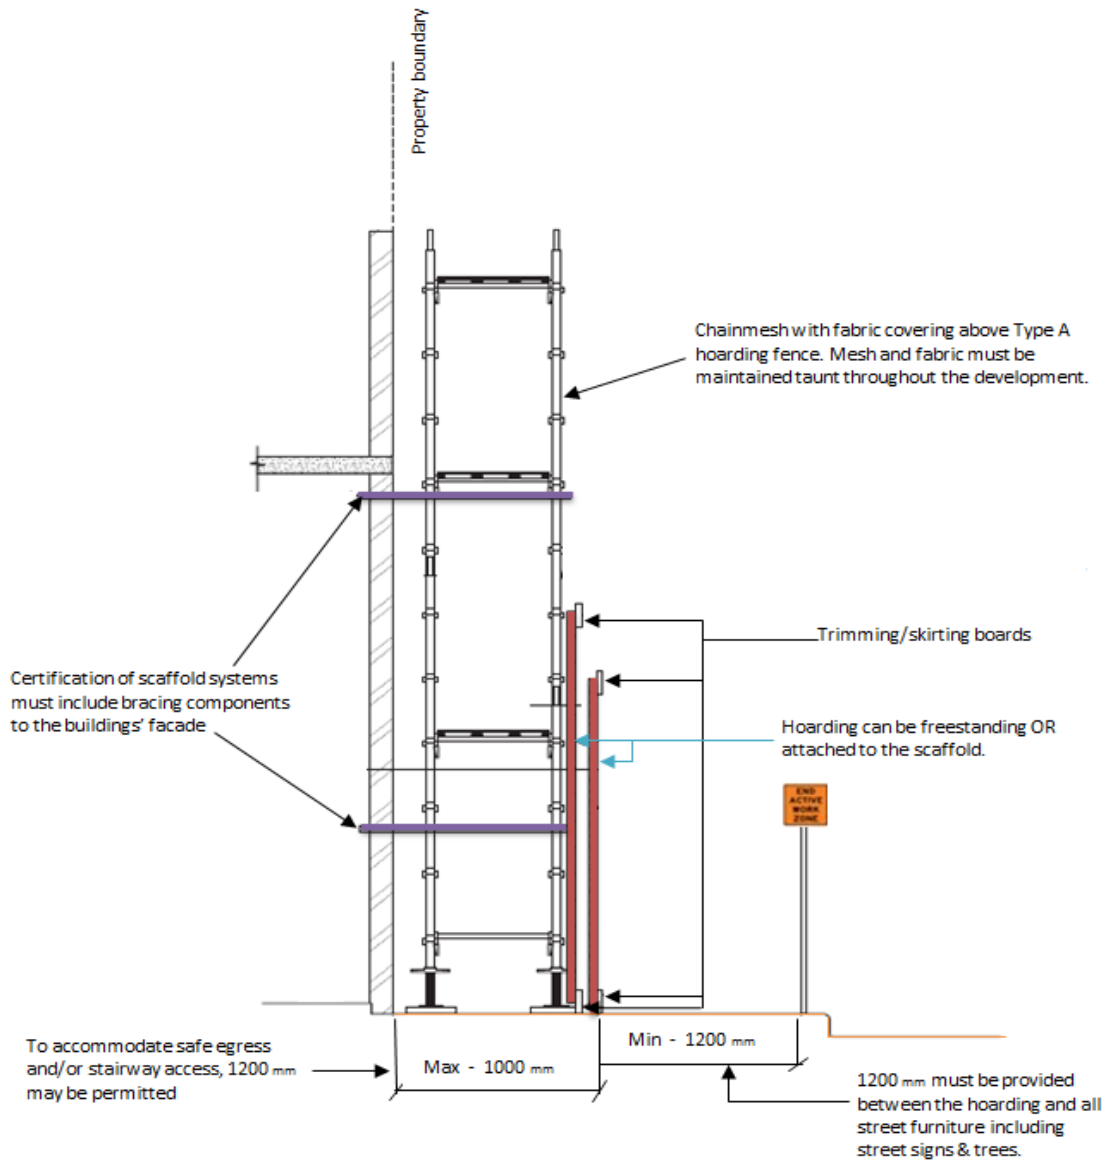 Property boundary
Chainmesh with fabric covering above Type A
hoarding fence. Mesh and fabric must be
maintained taunt throughout the development.
Trimming/skirting boards
Certification of scaffold systems
must include bracing components
to the buildings' facade
Hoarding can be freestanding OR
attached to the scaffold.
END
ACTIVE
WORK
ZONE
To accommodate safe egress
and/or stairway access, 1200 mm
may be permitted
Max - 1000 mm
Min - 1200 mm
1200 mm must be provided
between the hoarding and all
street furniture including
street signs & trees.